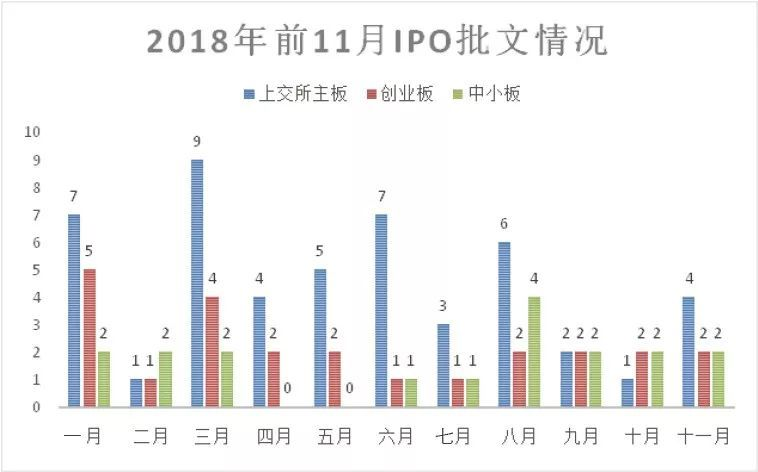 2018年前11月IPO批文情况
上交所主板 创业板 中小板
10
9
8
7
6
5
4
3
2
1
0
7 5 2
1 1 2
9 4 2
4 2 0
5 2 0
7 1 1
3 1 1
6 2 4
2 2 2
1 2 2
4 2 2
一月 二月 三月 四月 五月 六月 七月 八月 九月 十月 十一月